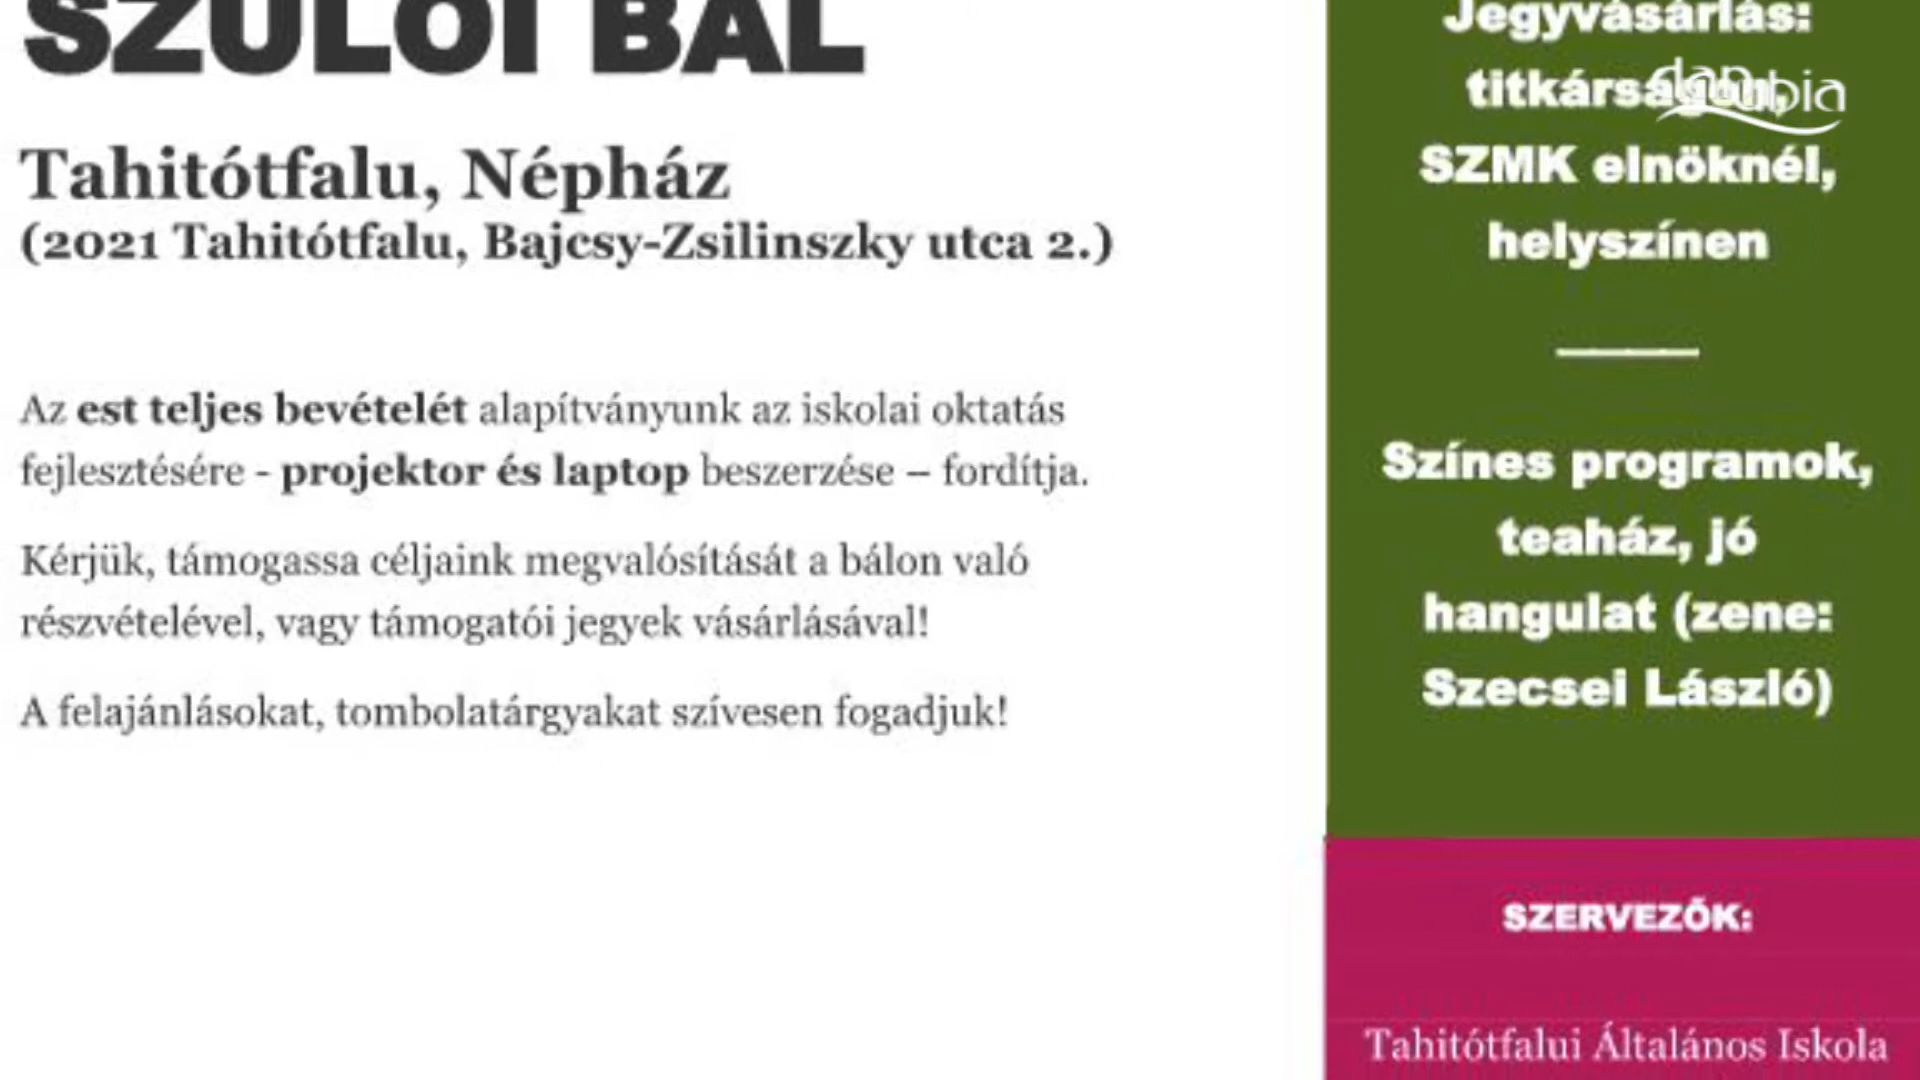 SZÜLŐI BÁL
Tahitótfalu, Népház
(2021 Tahitótfalu, Bajcsy-Zsilinszky utca 2.)
Az est teljes bevételét alapítványunk az iskolai oktatás
fejlesztésére - projektor és laptop beszerzése – fordítja.
Kérjük, támogassa céljaink megvalósítását a bálon való
részvételével, vagy támogatói jegyek vásárlásával!
A felajánlásokat, tombolatárgyakat szívesen fogadjuk!
Jegyvásárlás:
titkárságon,
SZMK elnöknél,
helyszínen
Színes programok,
teaház, jó
hangulat (zene:
Szecsei László)
SZERVEZŐK:
Tahitótfalui Általános Iskola
danubia